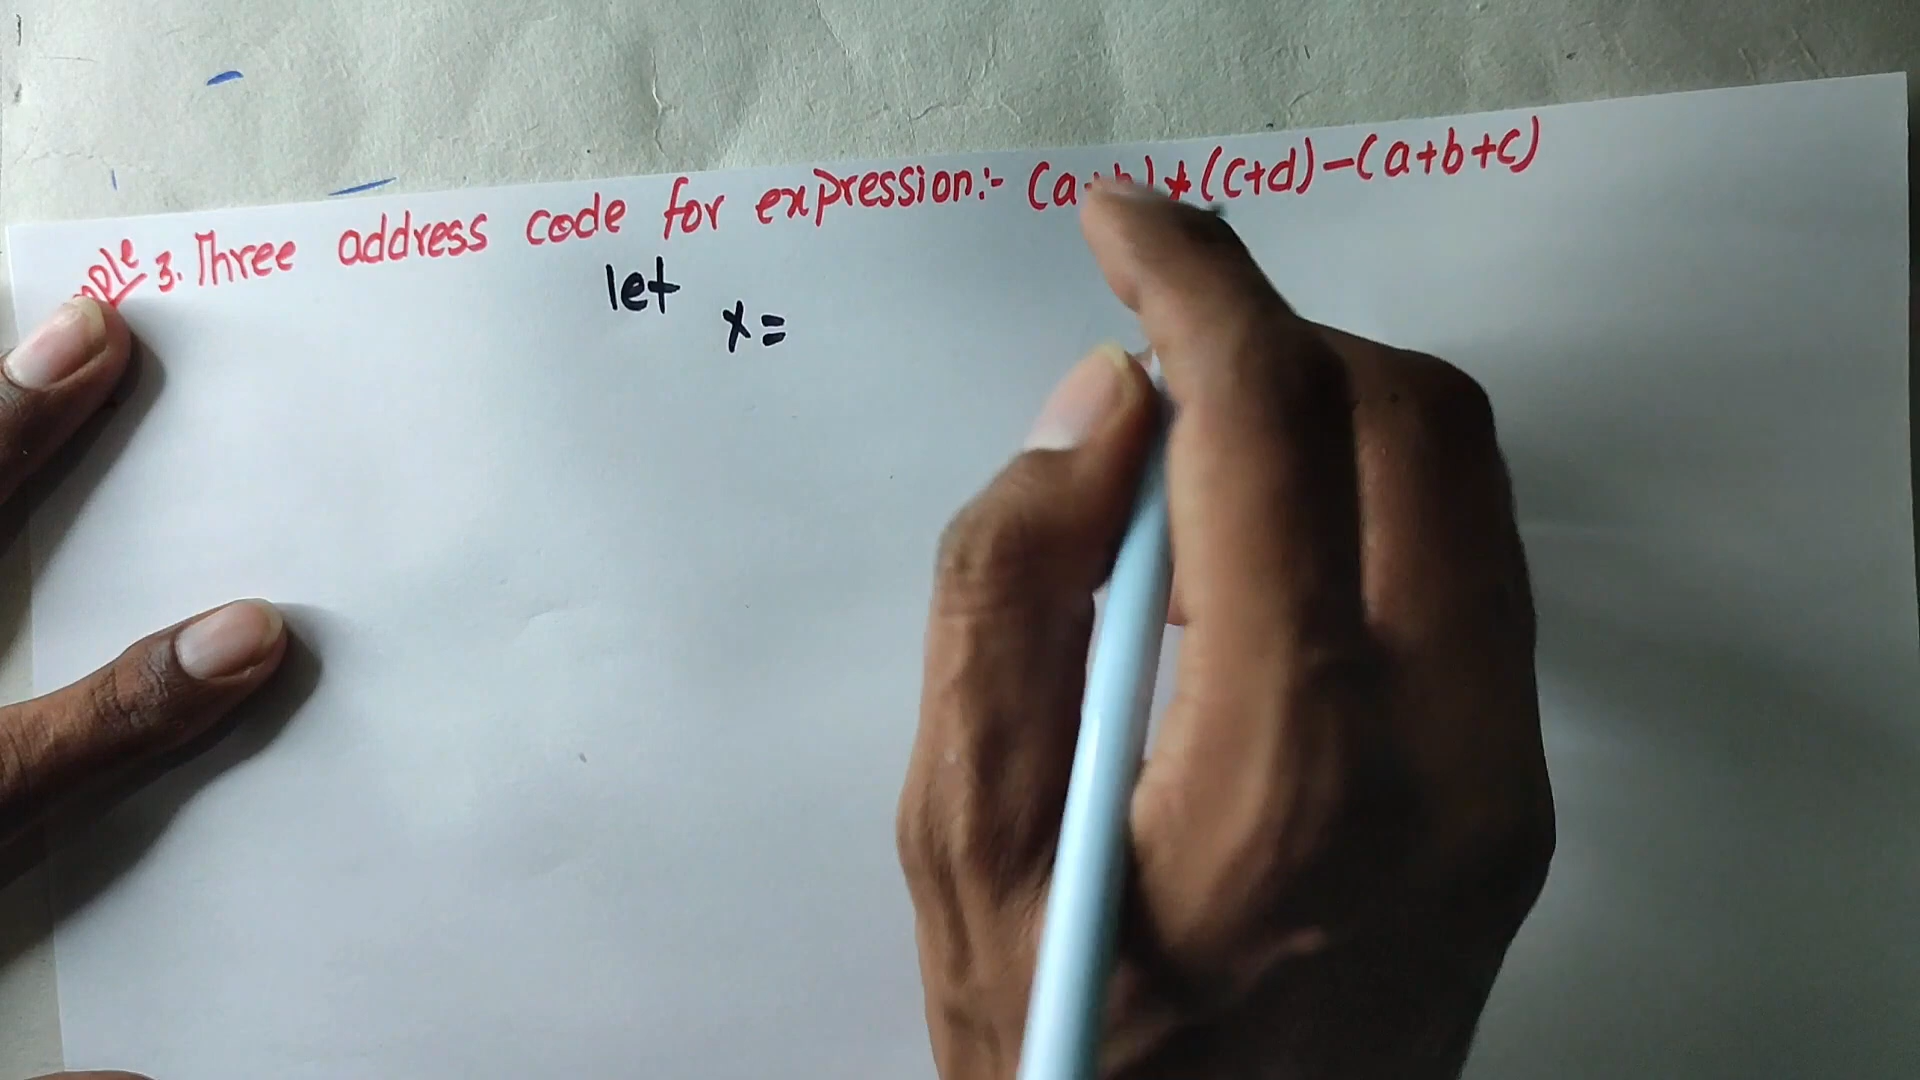 3. Three address code for expression:- (a+b)*(c+d)-(a+b+c)
let
x=